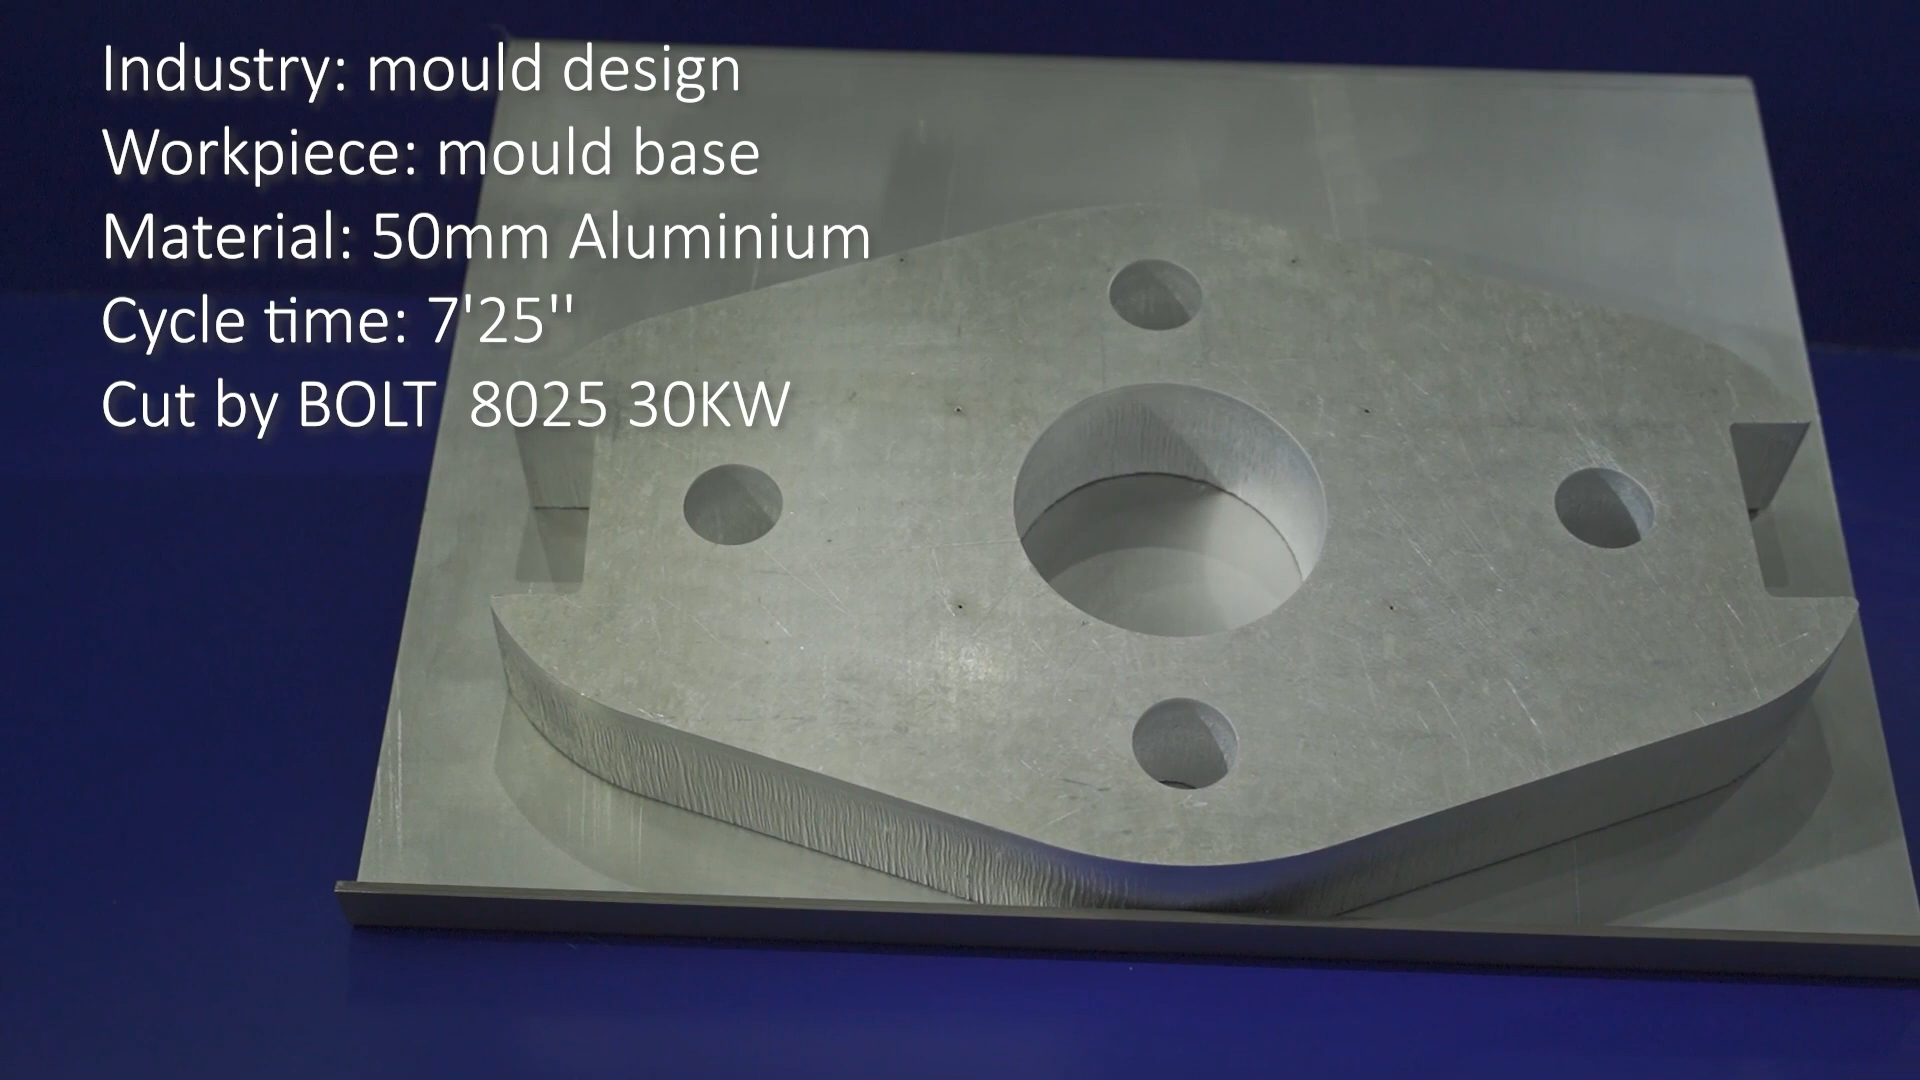 Industry: mould design
Workpiece: mould base
Material: 50mm Aluminium
Cycle time: 7'25''
Cut by BOLT  8025 30KW